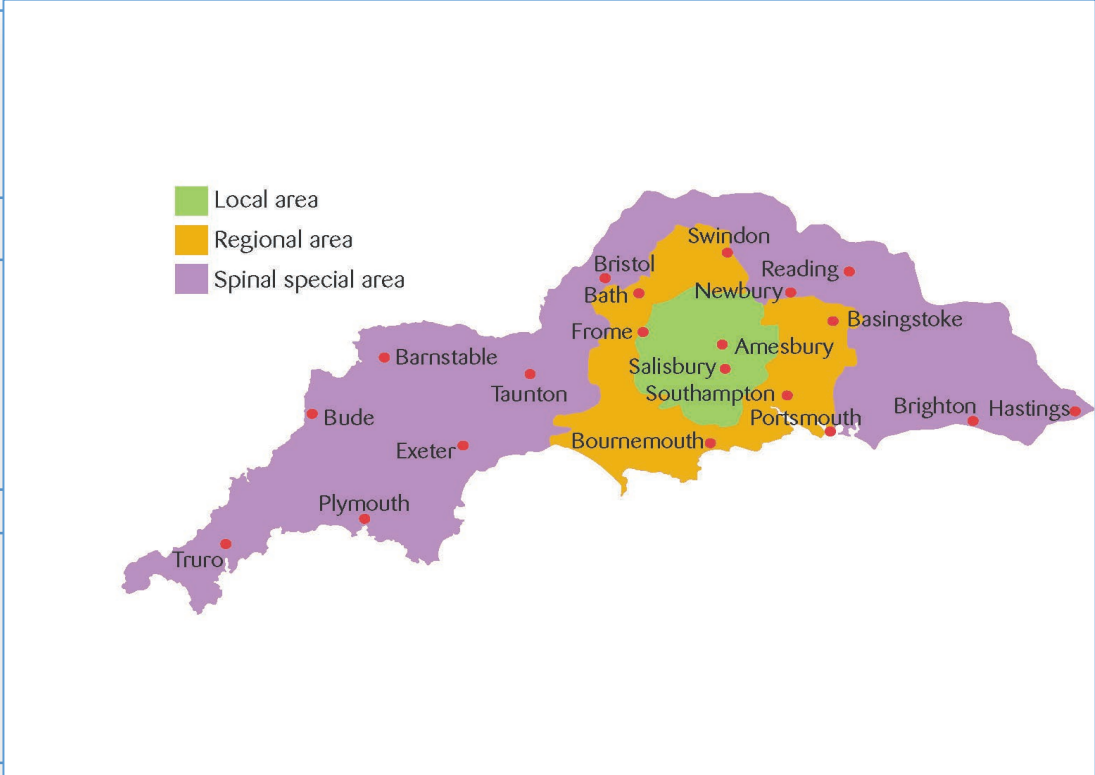 Local area
Regional area
Spinal special area
Swindon
Bristol
Reading
Bath
Newbury
Frome
Basingstoke
Amesbury
Barnstable
Salisbury
Taunton
Southampton
Bude
Portsmouth
Brighton
Hastings
Exeter
Bournemouth
Plymouth
Truro